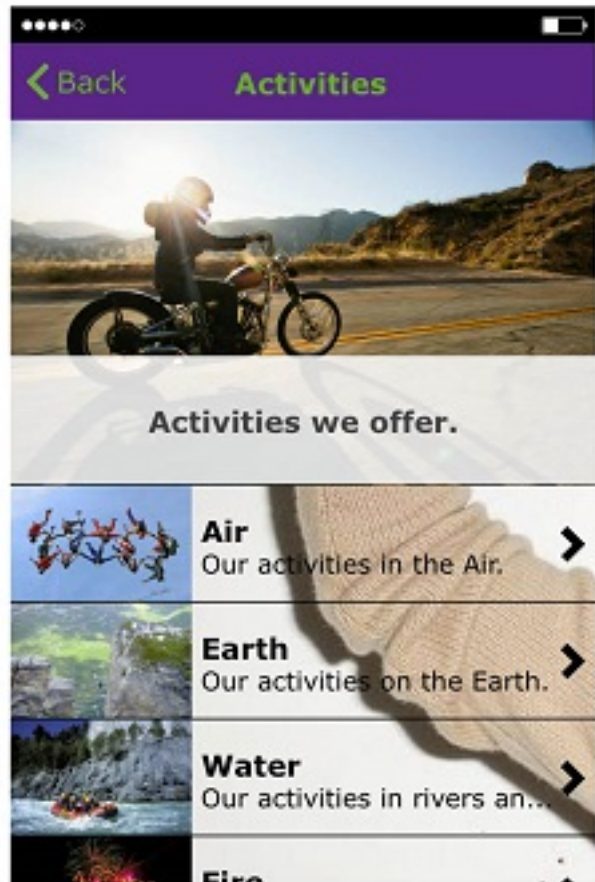 Back
Activities
Activities we offer.
Air
Our activities in the Air.
Earth
Our activities on the Earth.
Water
Our activities in rivers an...
Fire